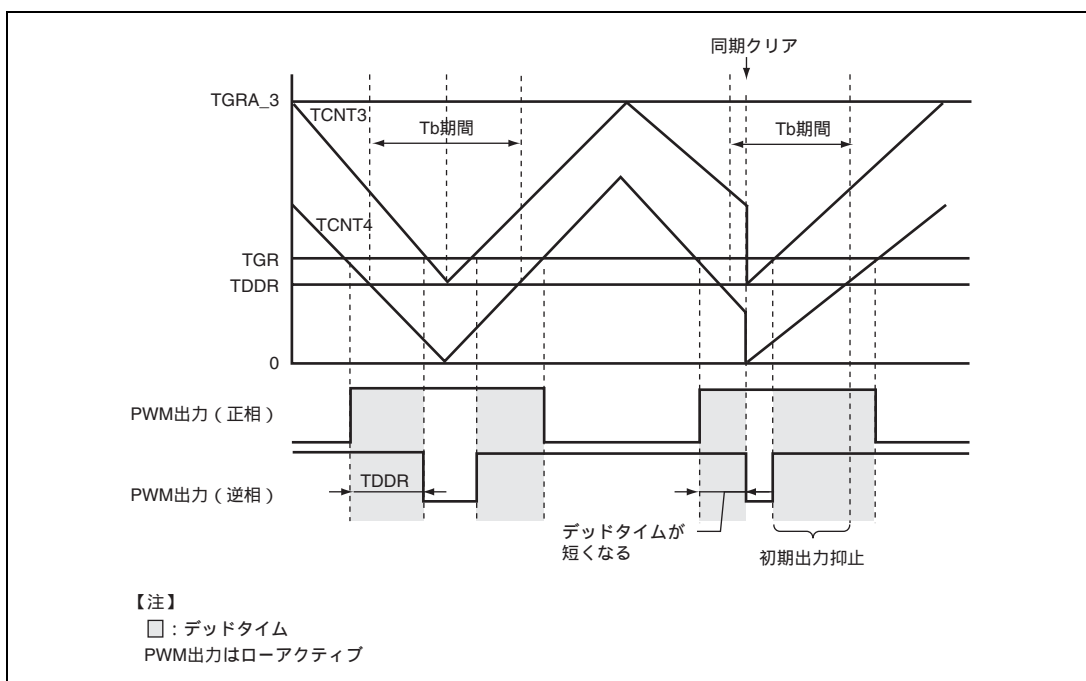 同期クリア
TGRA_3
TCNT3
Tb期間
Tb期間
TCNT4
TGR
TDDR
0
PWM出力（正相）
PWM出力（逆相）
TDDR
デッドタイムが
短くなる
初期出力抑止
【注】
：デッドタイム
PWM出力はローアクティブ